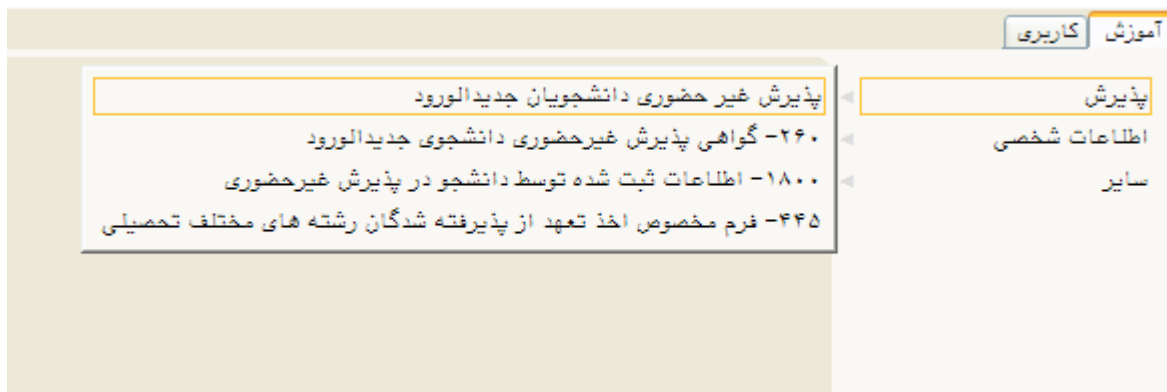 آموزش
کاربری
پذیرش
اطلاعات شخصی
سایر
پذیرش غیر حضوری دانشجویان جدیدالورود
۲۶۰- گواهی پذیرش غیرحضوری دانشجوی جدیدالورود
۱۸۰۰- اطلاعات ثبت شده توسط دانشجو در پذیرش غیرحضوری
۴۴۵- فرم مخصوص اخذ تعهد از پذیرفته شدگان رشته های مختلف تحصیلی